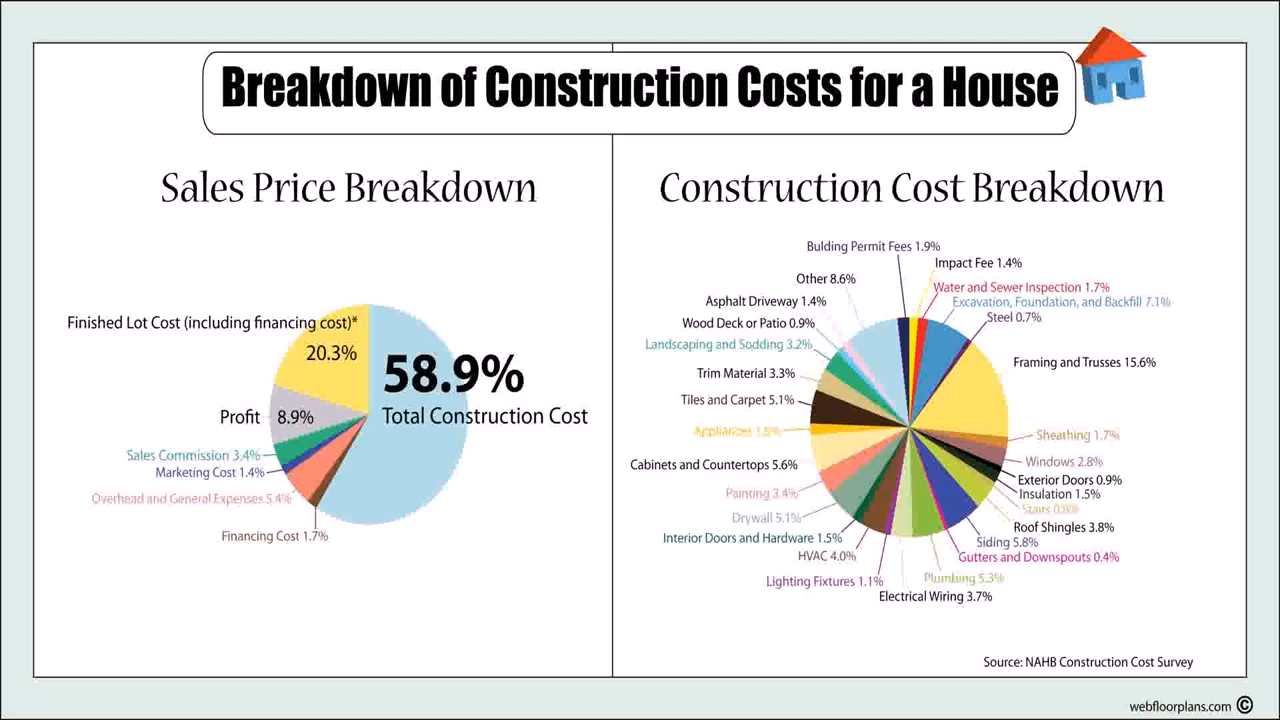 Breakdown of Construction Costs for a House
Sales Price Breakdown
Finished Lot Cost (including financing cost)*
20.3%
58.9%
Total Construction Cost
Profit 8.9%
Sales Commission 3.4%
Marketing Cost 1.4%
Overhead and General Expenses 5.4%
Financing Cost 1.7%
Construction Cost Breakdown
Bulding Permit Fees 1.9%
Impact Fee 1.4%
Other 8.6%
Water and Sewer Inspection 1.7%
Asphalt Driveway 1.4%
Excavation, Foundation, and Backfill 7.1%
Wood Deck or Patio 0.9%
Steel 0.7%
Landscaping and Sodding 3.2%
Framing and Trusses 15.6%
Trim Material 3.3%
Tiles and Carpet 5.1%
Appliances
Sheathing 1.7%
Cabinets and Countertops 5.6%
Windows 2.8%
Exterior Doors 0.9%
Painting 3.4%
Insulation 1.5%
Stairs 0.8%
Drywall 5.1%
Roof Shingles 3.8%
Interior Doors and Hardware 1.5%
Siding 5.8%
HVAC 4.0%
Gutters and Downspouts 0.4%
Lighting Fixtures 1.1%
Plumbing 5.3%
Electrical Wiring 3.7%
Source: NAHB Construction Cost Survey
webfloorplans.com ©